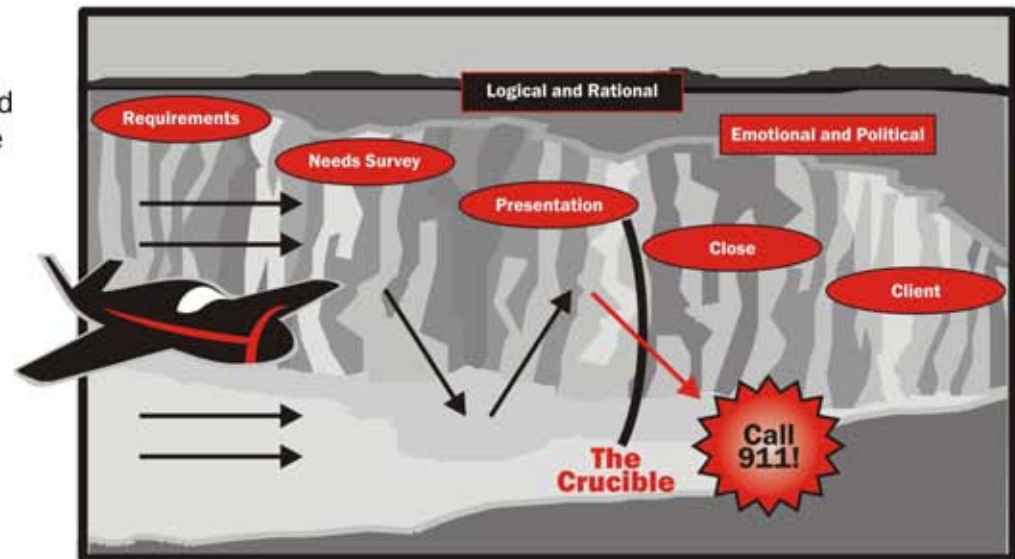 d
e
Logical and Rational
Requirements
Emotional and Political
Needs Survey
Presentation
Close
Client
Call
911!
The
Crucible